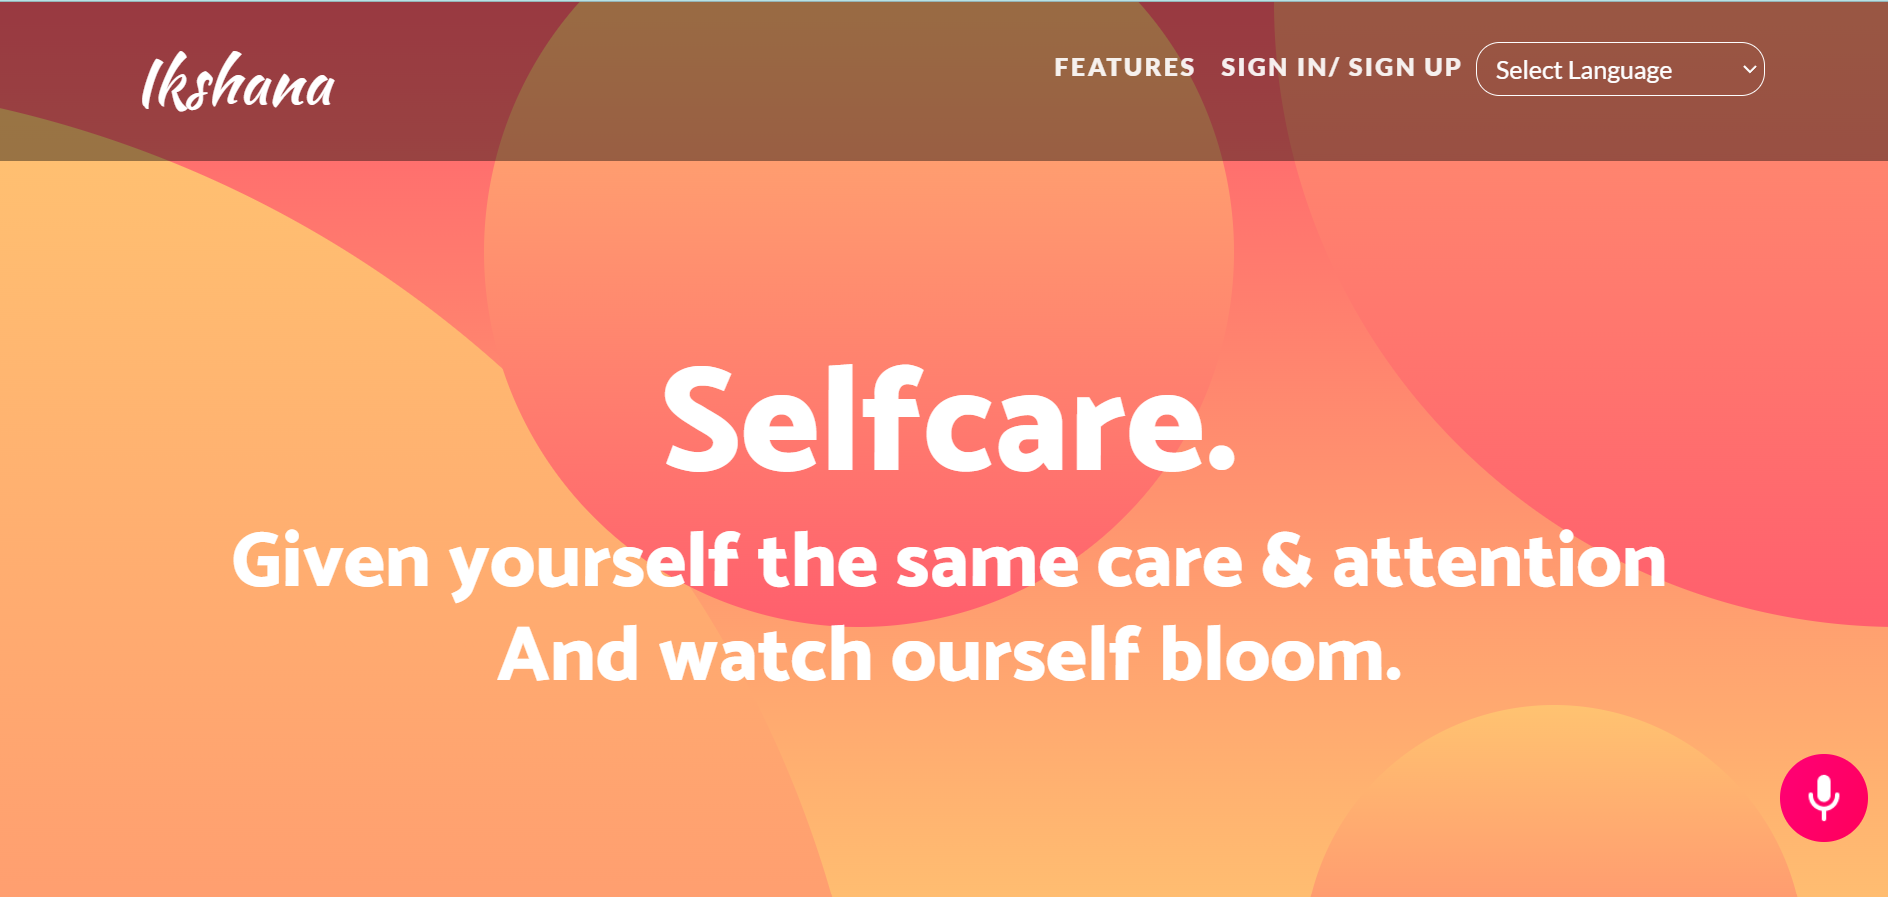 Ikshana
FEATURES SIGN IN/ SIGN UP Select Language
Selfcare.
Given yourself the same care & attention
And watch ourself bloom.